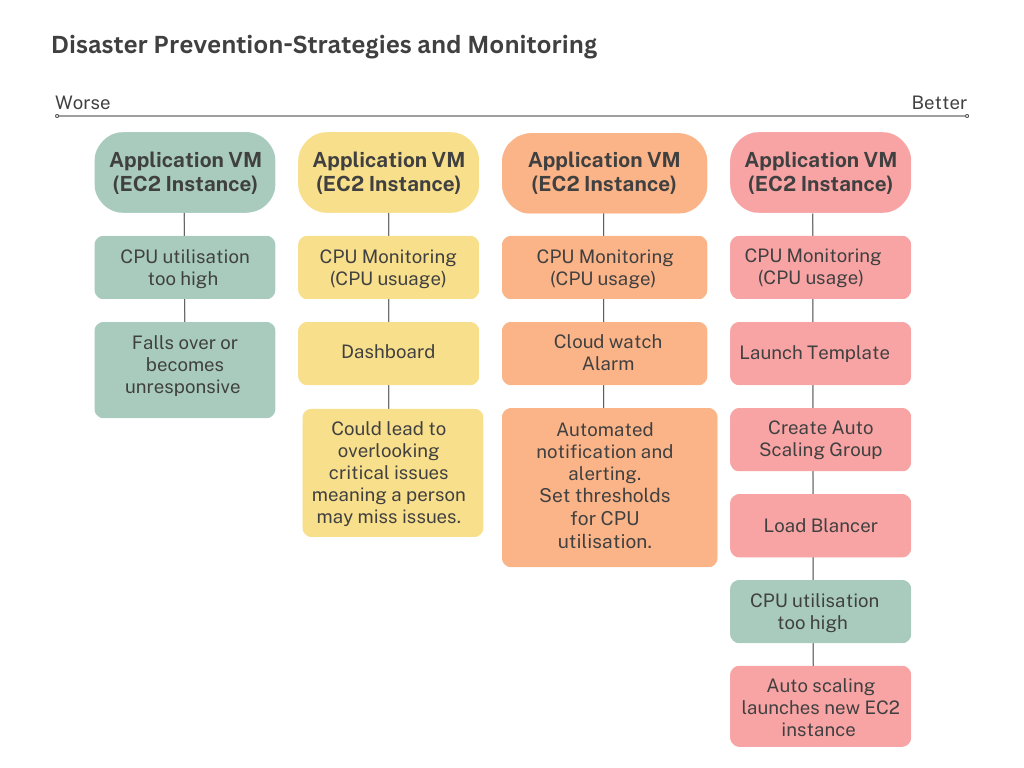 Disaster Prevention-Strategies and Monitoring
Worse
Better
Application VM
(EC2 Instance)
CPU utilisation
too high
Falls over or
becomes
unresponsive
Application VM
(EC2 Instance)
CPU Monitoring
(CPU usuage)
Dashboard
Could lead to
overlooking
critical issues
meaning a person
may miss issues.
Application VM
(EC2 Instance)
CPU Monitoring
(CPU usage)
Cloud watch
Alarm
Automated
notification and
alerting.
Set thresholds
for CPU
utilisation.
Application VM
(EC2 Instance)
CPU Monitoring
(CPU usage)
Launch Template
Create Auto
Scaling Group
Load Blancer
CPU utilisation
too high
Auto scaling
launches new EC2
instance